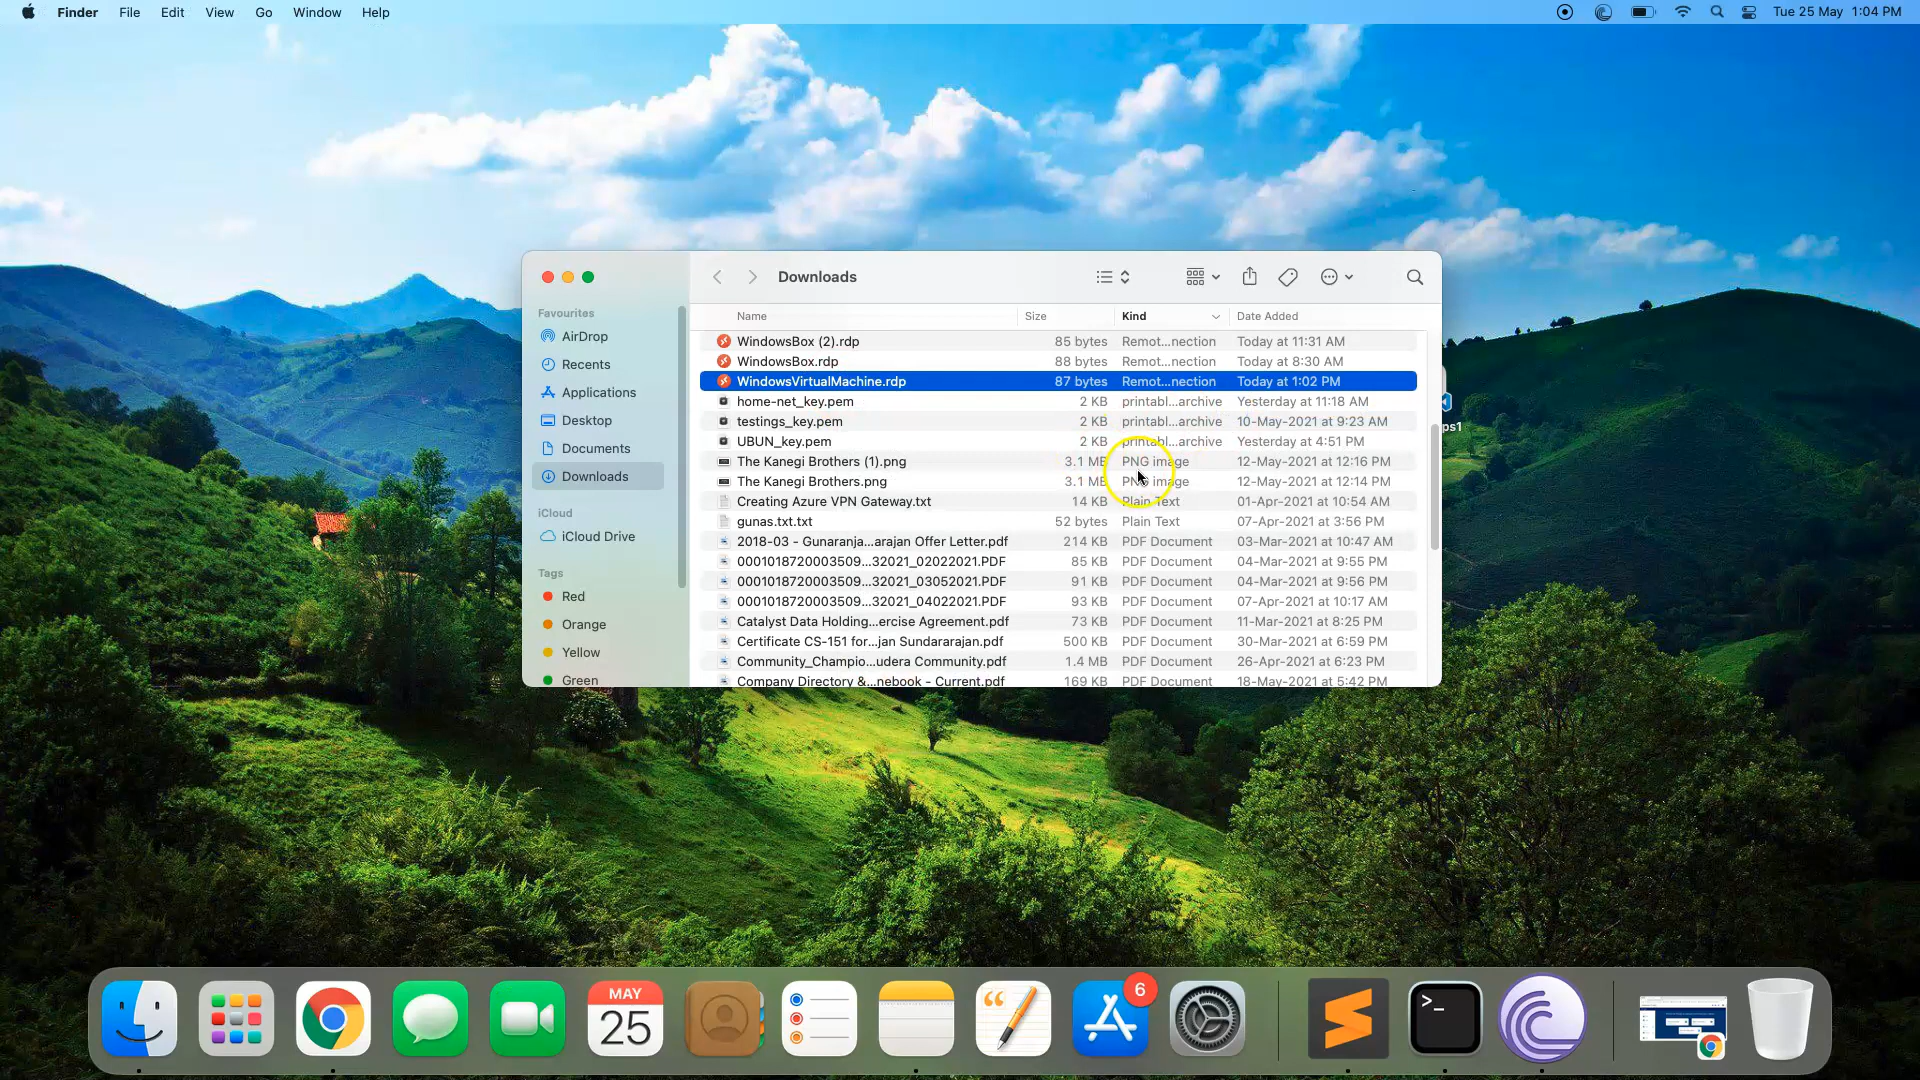 Finder File Edit View Go Window Help Tue 25 May 1:04 PM
Downloads
Favourites
AirDrop
Recents
Applications
Desktop
Documents
Downloads
iCloud
iCloud Drive
Tags
Red
Orange
Yellow
Green
Name Size Kind Date Added
WindowsBox (2).rdp 85 bytes Remot...nection Today at 11:31 AM
WindowsBox.rdp 88 bytes Remot...nection Today at 8:30 AM
WindowsVirtualMachine.rdp 87 bytes Remot...nection Today at 1:02 PM
home-net_key.pem 2 KB printabl...archive Yesterday at 11:18 AM
testings_key.pem 2 KB printabl...archive 10-May-2021 at 9:23 AM
UBUN_key.pem 2 KB printabl...archive Yesterday at 4:51 PM
The Kanegi Brothers (1).png 3.1 MB PNG image 12-May-2021 at 12:16 PM
The Kanegi Brothers.png 3.1 MB PNG image 12-May-2021 at 12:14 PM
Creating Azure VPN Gateway.txt 14 KB Plain Text 01-Apr-2021 at 10:54 AM
gunas.txt.txt 52 bytes Plain Text 07-Apr-2021 at 3:56 PM
2018-03 - Gunaranja...arajan Offer Letter.pdf 214 KB PDF Document 03-Mar-2021 at 10:47 AM
0001018720003509...32021_02022021.PDF 85 KB PDF Document 04-Mar-2021 at 9:55 PM
0001018720003509...32021_03052021.PDF 91 KB PDF Document 04-Mar-2021 at 9:56 PM
0001018720003509...32021_04022021.PDF 93 KB PDF Document 07-Apr-2021 at 10:17 AM
Catalyst Data Holding...ercise Agreement.pdf 73 KB PDF Document 11-Mar-2021 at 8:25 PM
Certificate CS-151 for...jan Sundararajan.pdf 500 KB PDF Document 30-Mar-2021 at 6:59 PM
Community_Champio...udera Community.pdf 1.4 MB PDF Document 26-Apr-2021 at 6:23 PM
Company Directory &...nebook - Current.pdf 169 KB PDF Document 18-May-2021 at 5:42 PM
ps1
MAY
25
6
>_